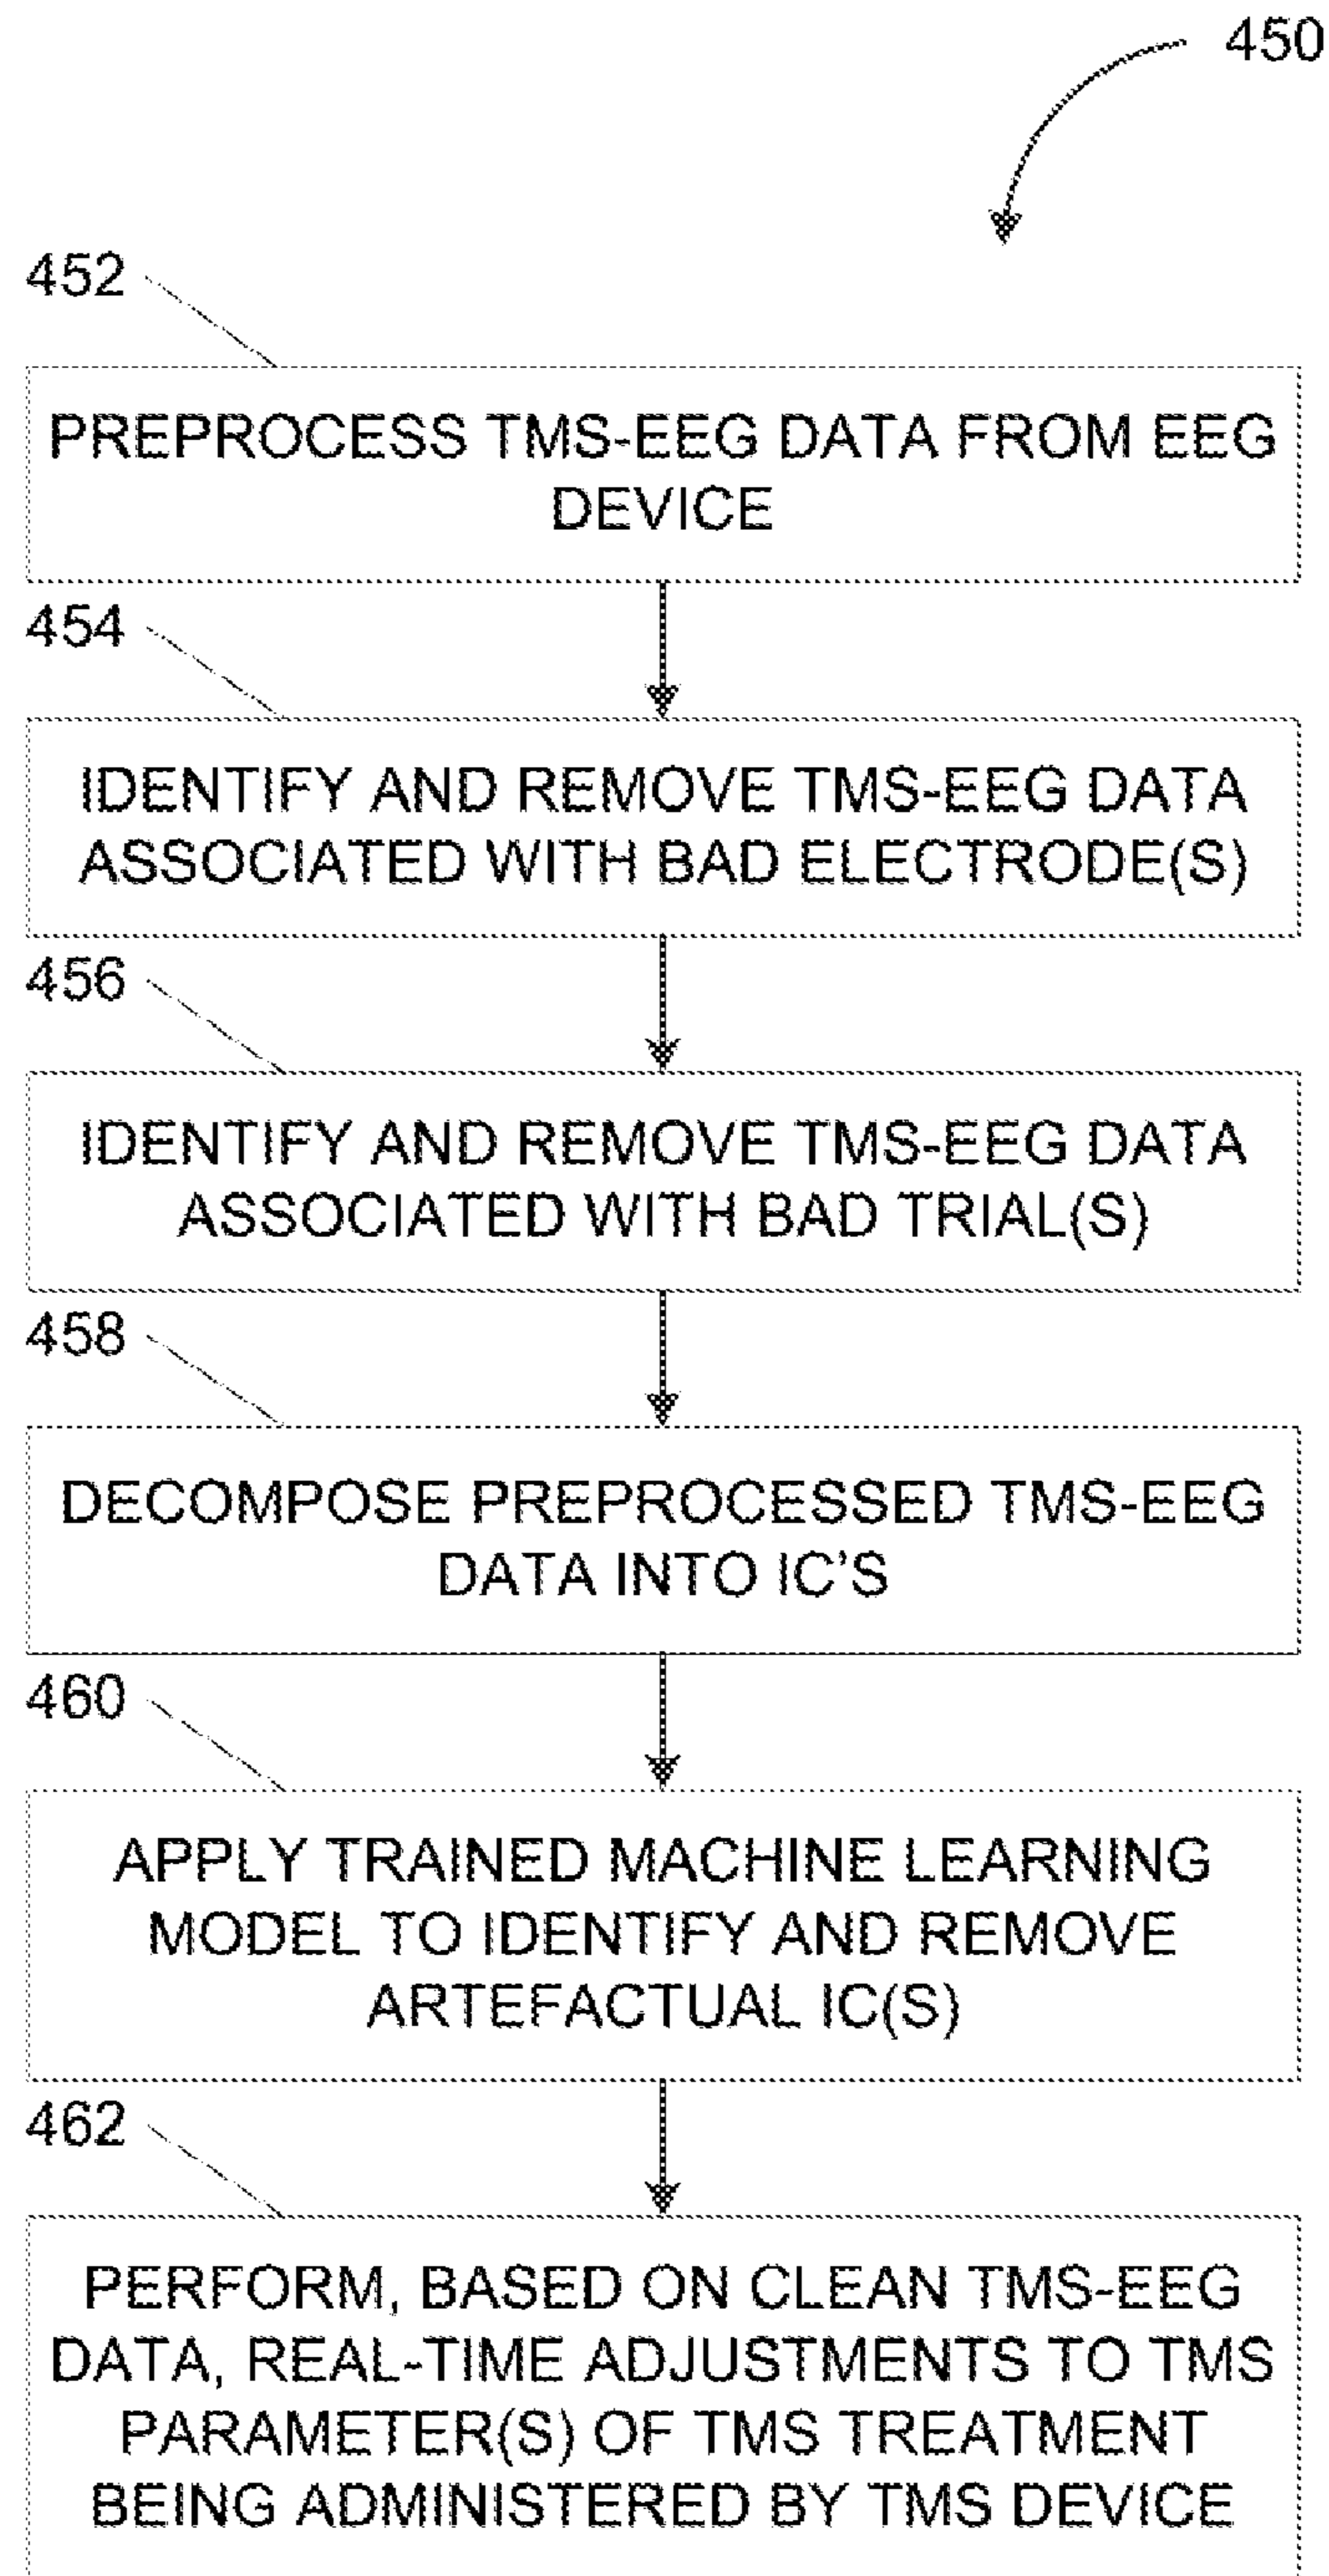 450
452
PREPROCESS TMS-EEG DATA FROM EEG
DEVICE
454
IDENTIFY AND REMOVE TMS-EEG DATA
ASSOCIATED WITH BAD ELECTRODE(S)
456
IDENTIFY AND REMOVE TMS-EEG DATA
ASSOCIATED WITH BAD TRIAL(S)
458
DECOMPOSE PREPROCESSED TMS-EEG
DATA INTO IC'S
460
APPLY TRAINED MACHINE LEARNING
MODEL TO IDENTIFY AND REMOVE
ARTEFACTUAL IC(S)
462
PERFORM, BASED ON CLEAN TMS-EEG
DATA, REAL-TIME ADJUSTMENTS TO TMS
PARAMETER(S) OF TMS TREATMENT
BEING ADMINISTERED BY TMS DEVICE